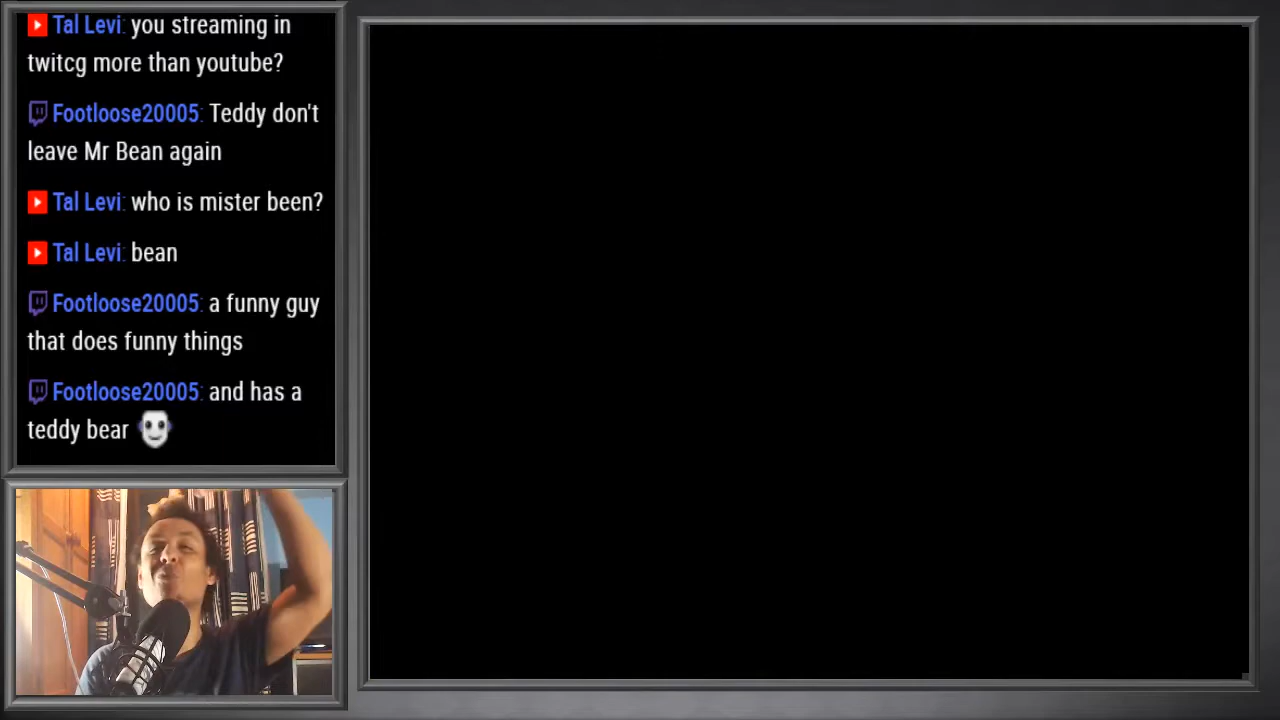 Tal Levi: you streaming in
twitcg more than youtube?
Footloose20005: Teddy don't
leave Mr Bean again
Tal Levi: who is mister been?
Tal Levi: bean
Footloose20005: a funny guy
that does funny things
Footloose20005: and has a
teddy bear